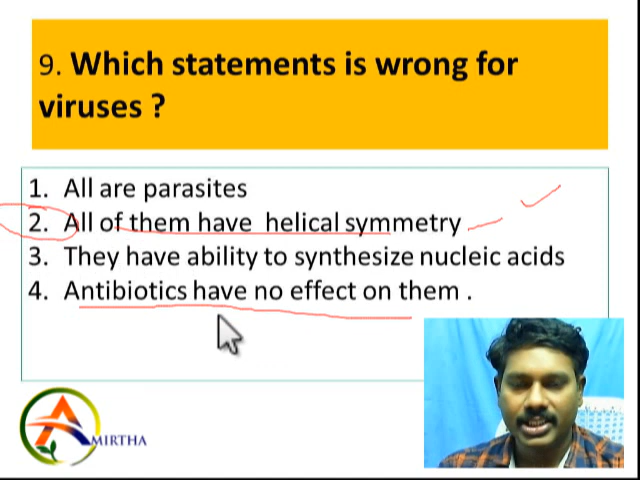 9. Which statements is wrong for
viruses ?
1. All are parasites
2. All of them have helical symmetry
3. They have ability to synthesize nucleic acids
4. Antibiotics have no effect on them .
AMIRTHA